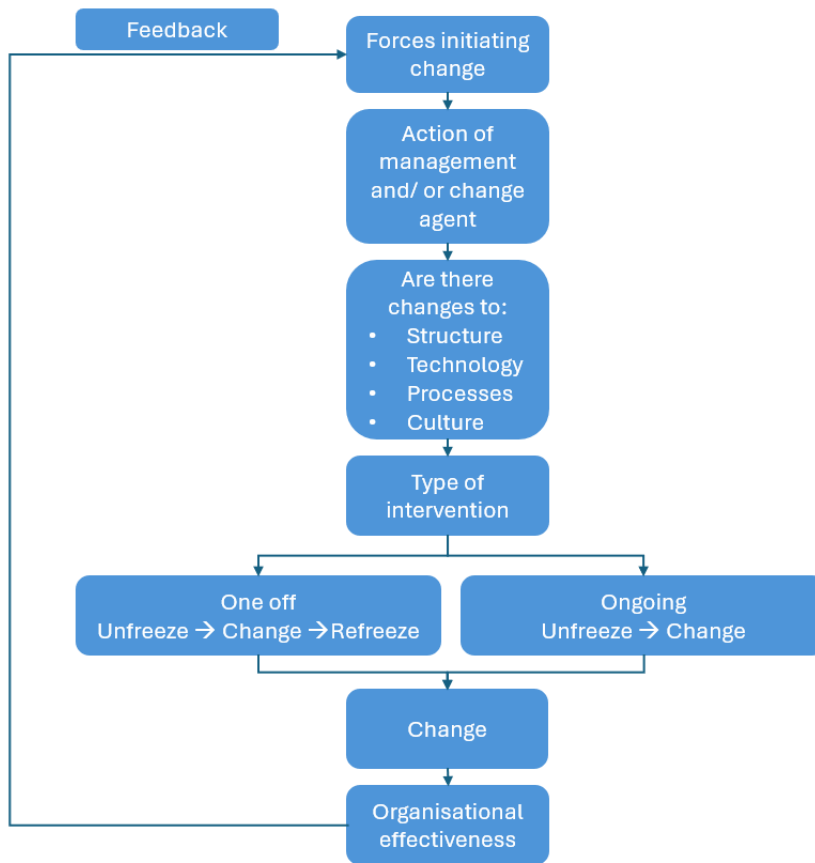 Feedback
Forces initiating
change
Action of
management
and/ or change
agent
Are there
changes to:
• Structure
• Technology
• Processes
• Culture
Type of
intervention
One off
Unfreeze → Change →Refreeze
Ongoing
Unfreeze → Change
Change
Organisational
effectiveness